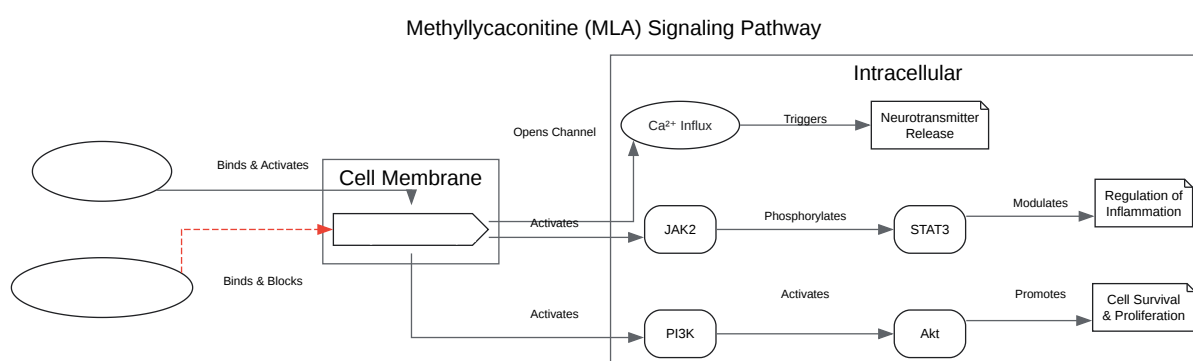 Methyllycaconitine (MLA) Signaling Pathway
Intracellular
Opens Channel
Ca²⁺ Influx
Triggers
Neurotransmitter
Release
Binds & Activates
Cell Membrane
Activates
JAK2
Phosphorylates
STAT3
Modulates
Regulation of
Inflammation
Binds & Blocks
Activates
PI3K
Activates
Akt
Promotes
Cell Survival
& Proliferation